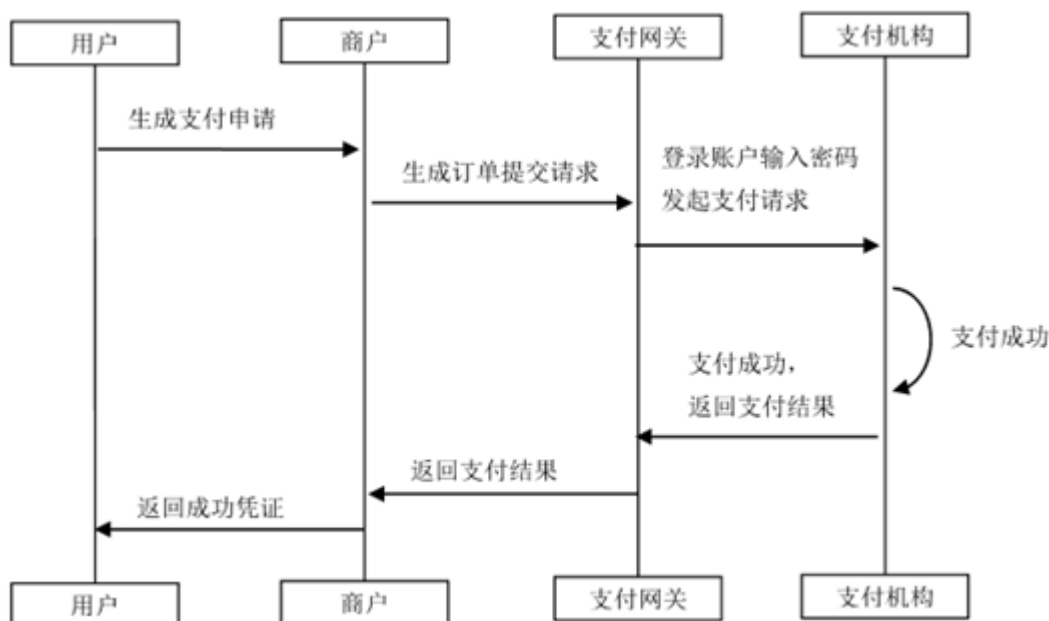 用户
商户
支付网关
支付机构
生成支付申请
生成订单提交请求
登录账户输入密码
发起支付请求
支付成功
支付成功,
返回支付结果
返回支付结果
返回成功凭证
用户
商户
支付网关
支付机构